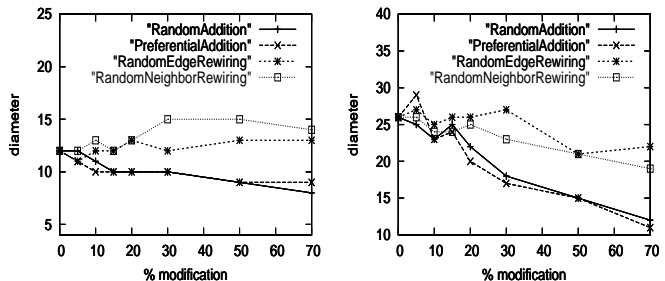 "RandomAddition"
"PreferentialAddition"
"RandomEdgeRewiring"
"RandomNeighborRewiring"
25
20
15
10
5
diameter
0 10 20 30 40 50 60 70
% modification
"RandomAddition"
"PreferentialAddition"
"RandomEdgeRewiring"
"RandomNeighborRewiring"
40
35
30
25
20
15
10
diameter
0 10 20 30 40 50 60 70
% modification